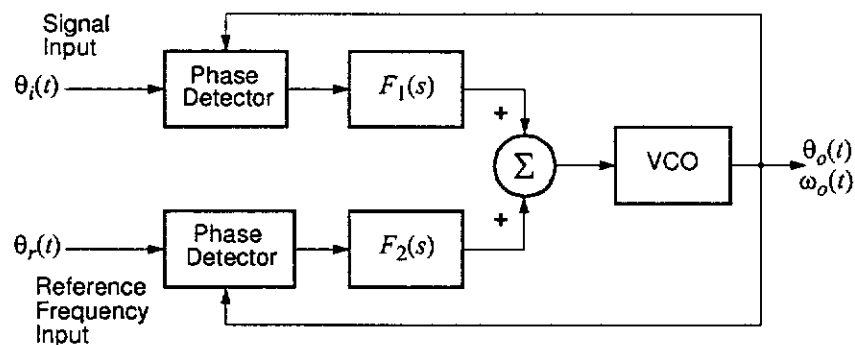 Signal
Input
θᵢ(t)
Phase
Detector
F₁(s)
+
Σ
VCO
θₒ(t)
ωₒ(t)
+
θᵣ(t)
Phase
Detector
F₂(s)
Reference
Frequency
Input